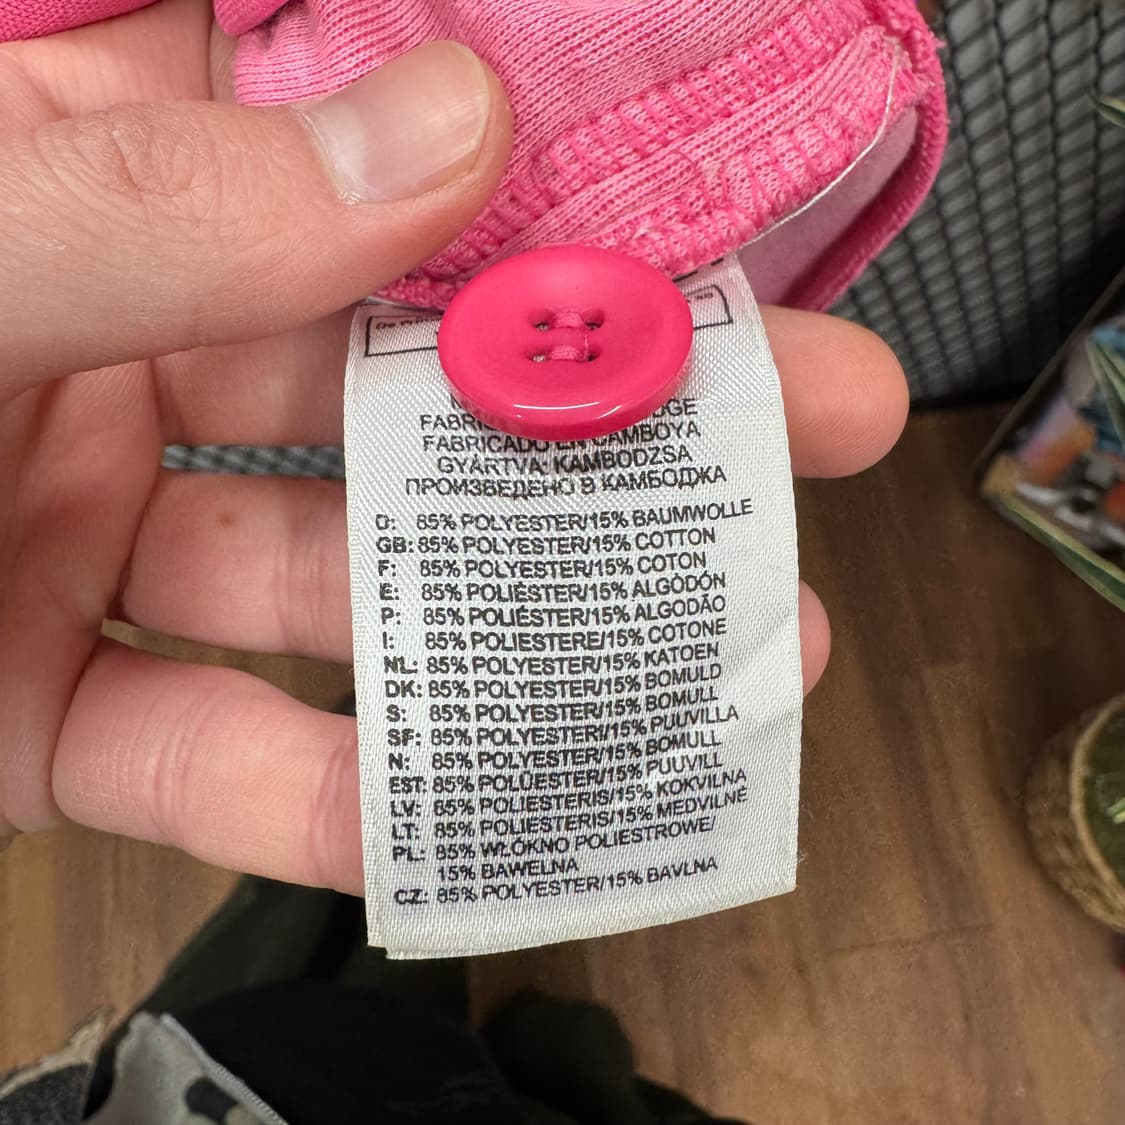 FABRICADO EN CAMBOYA
GYÁRTVA: KAMBODZSA
ПРОИЗВЕДЕНО В КАМБОДЖА
D: 85% POLYESTER/15% BAUMWOLLE
GB: 85% POLYESTER/15% COTTON
F: 85% POLYESTER/15% COTON
E: 85% POLIÉSTER/15% ALGÓDÓN
P: 85% POLIÉSTER/15% ALGODÃO
I: 85% POLIESTERE/15% COTONE
NL: 85% POLYESTER/15% KATOEN
DK: 85% POLYESTER/15% BOMULD
S: 85% POLYESTER/15% BOMULL
SF: 85% POLYESTERI/15% PUUVILLA
N: 85% POLYESTER/15% BOMULL
EST: 85% POLÜESTER/15% PUUVILL
LV: 85% POLIESTERIS/15% KOKVILNA
LT: 85% POLIESTERIS/15% MEDVILNĖ
PL: 85% WŁÓKNO POLIESTROWE/
15% BAWEŁNA
CZ: 85% POLYESTER/15% BAVLNA